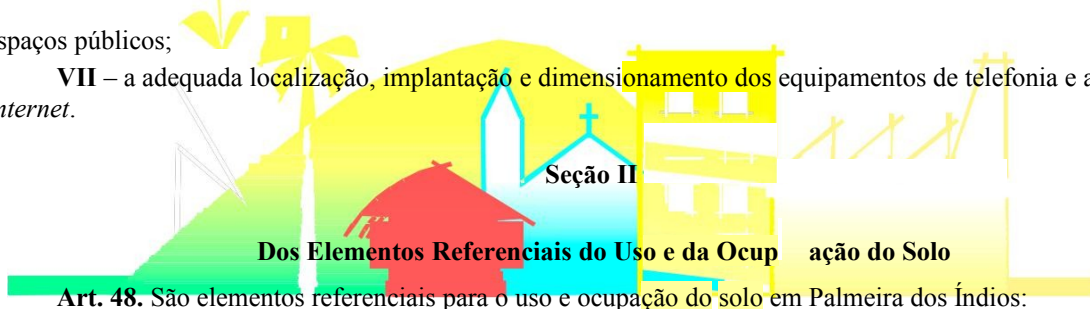 spaços públicos;
VII – a adequada localização, implantação e dimensionamento dos equipamentos de telefonia e a
nternet.
Seção II
Dos Elementos Referenciais do Uso e da Ocup ação do Solo
Art. 48. São elementos referenciais para o uso e ocupação do solo em Palmeira dos Índios: